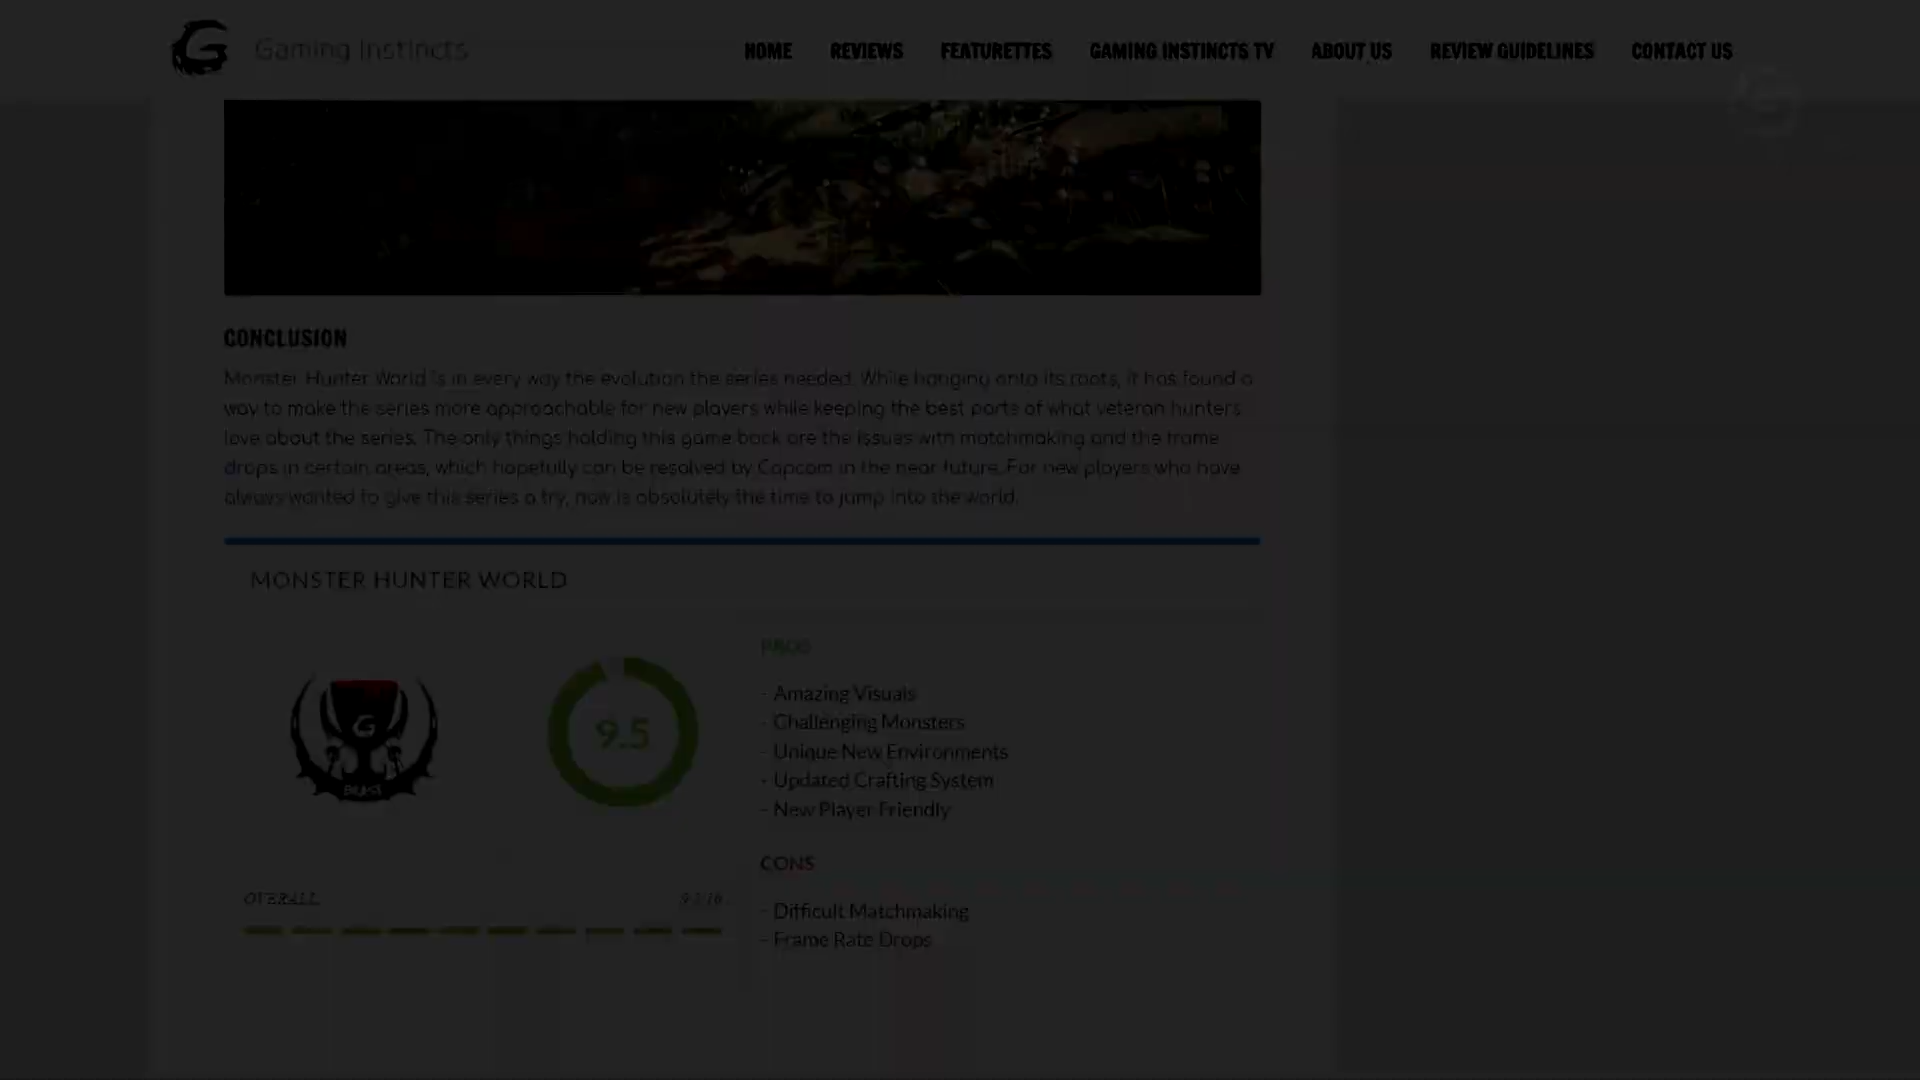 Gaming Instincts
HOME REVIEWS FEATURETTES GAMING INSTINCTS TV ABOUT US REVIEW GUIDELINES CONTACT US
CONCLUSION
Monster Hunter World is in every way the evolution the series needed. While hanging onto its roots, it has found a
way to make the series more approachable for new players while keeping the best parts of what veteran hunters
love about the series. The only things holding this game back are the issues with matchmaking and the frame
drops in certain areas, which hopefully can be resolved by Capcom in the near future. For new players who have
always wanted to give this series a try, now is absolutely the time to jump into the world.
MONSTER HUNTER WORLD
9.5
G
OVERALL
PROS
- Amazing Visuals
- Challenging Monsters
- Unique New Environments
- Updated Crafting System
- New Player Friendly
CONS
- Difficult Matchmaking
- Frame Rate Drops